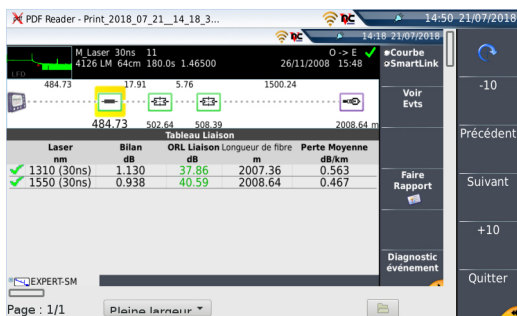 PDF Reader - Print_2018_07_21__14_18_3...
14:50 21/07/2018
14:18 21/07/2018
M_Laser 30ns 11 O -> E
4126 LM 64cm 180.0s 1.46500 26/11/2008 15:48
LFD
484.73 17.91 5.76 1500.24
484.73 502.64 508.39 2008.64 m
Tableau Liaison
Laser Bilan ORL Liaison Longueur de fibre Perte Moyenne
nm dB dB m dB/km
1310 (30ns) 1.130 37.86 2007.36 0.563
1550 (30ns) 0.938 40.59 2008.64 0.467
EXPERT-SM
Courbe
SmartLink
Voir
Evts
Faire
Rapport
Diagnostic
événement
-10
Précédent
Suivant
+10
Quitter
Page : 1/1
Pleine largeur